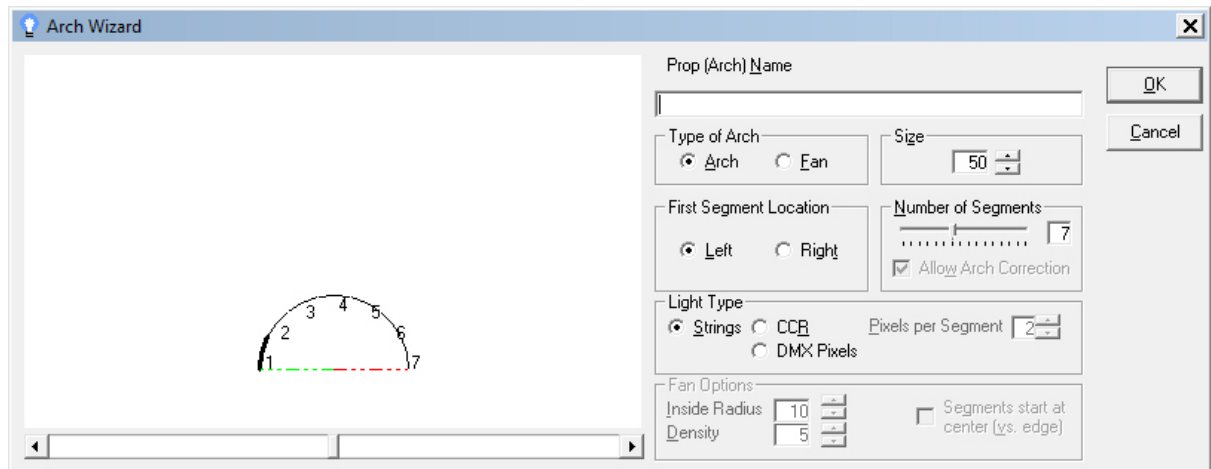 Arch Wizard
Prop (Arch) Name
OK
Cancel
Type of Arch
Arch
Fan
Size
50
First Segment Location
Left
Right
Number of Segments
7
Allow Arch Correction
Light Type
Strings
CCR
DMX Pixels
Pixels per Segment
2
Fan Options
Inside Radius
10
Density
5
Segments start at
center (vs. edge)
1
2
3
4
5
6
7